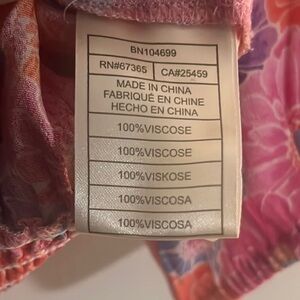 BN104699
RN#67365 CA#25459
MADE IN CHINA
FABRIQUÉ EN CHINE
HECHO EN CHINA
100%VISCOSE
100%VISCOSE
100%VISKOSE
100%VISCOSA
100%VISCOSA